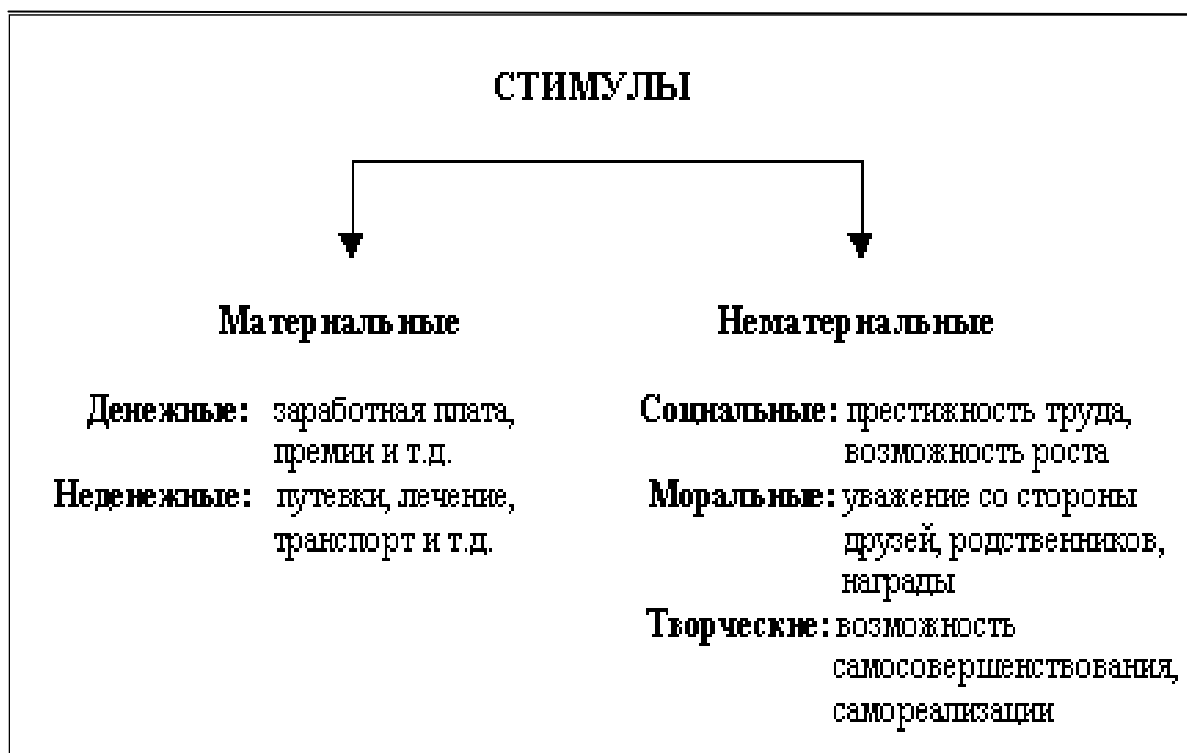 СТИМУЛЫ
Материальные
Денежные: заработная плата,
премии и т.д.
Неденежные: путевки, лечение,
транспорт и т.д.
Нематериальные
Социальные: престижность труда,
возможность роста
Моральные: уважение со стороны
друзей, родственников,
награды
Творческие: возможность
самосовершенствования,
самореализации